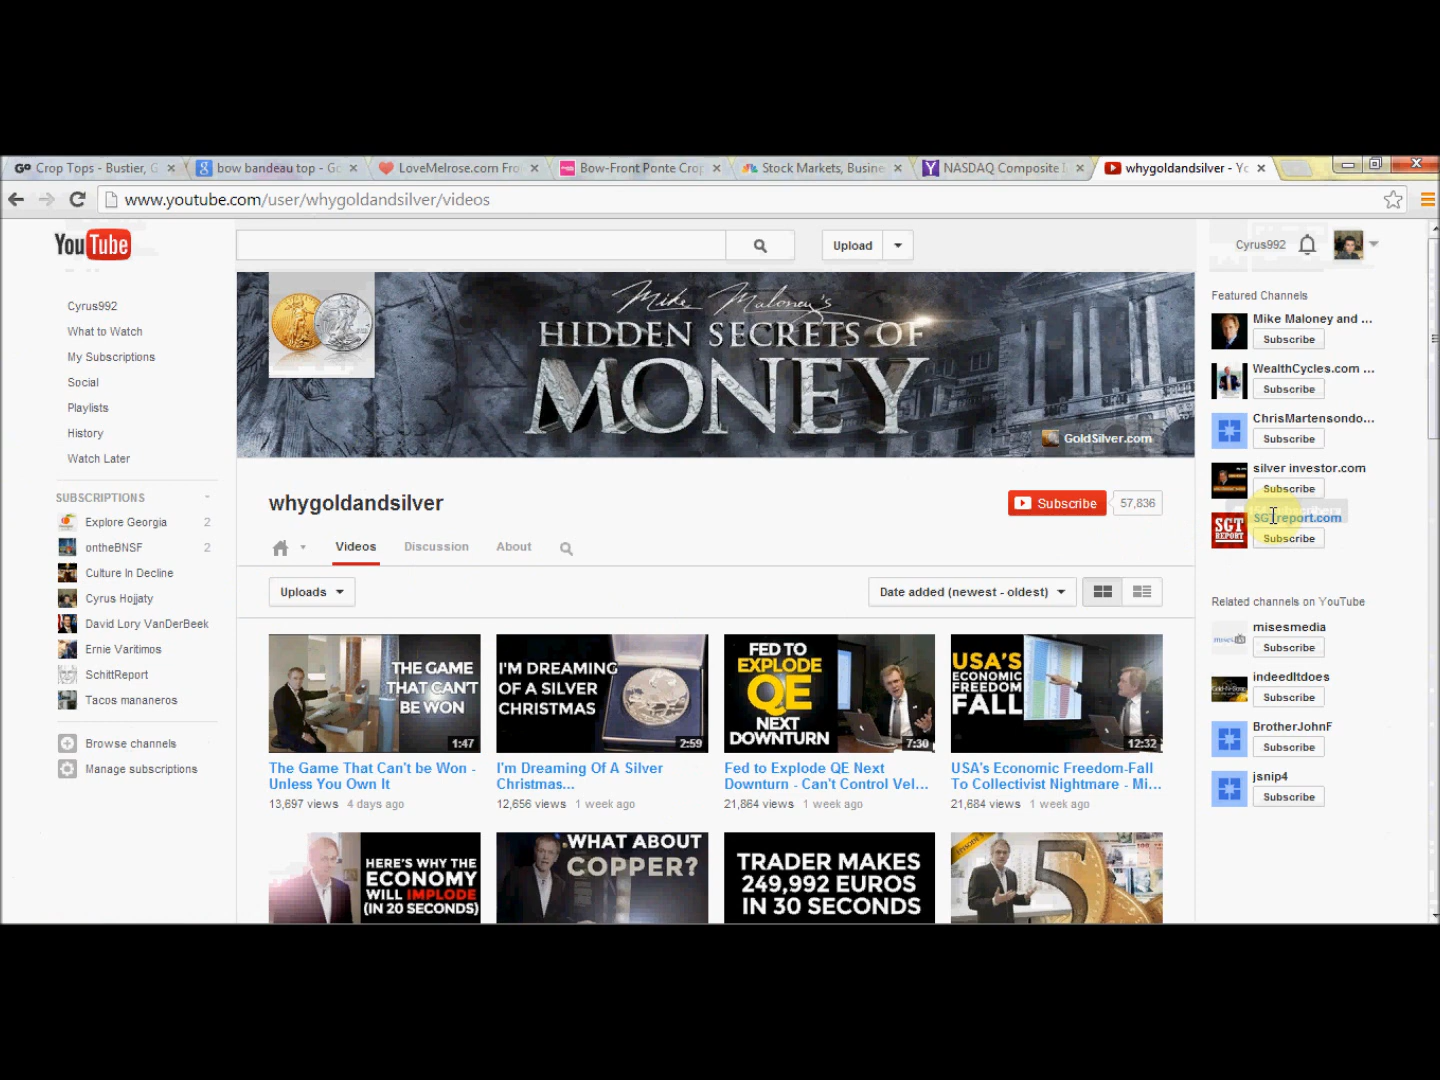 Crop Tops - Bustier, G
bow bandeau top - Go
LoveMelrose.com Fro
Bow-Front Ponte Crop
Stock Markets, Busine
NASDAQ Composite
whygoldandsilver - Yo
www.youtube.com/user/whygoldandsilver/videos
YouTube
Upload
Cyrus992
Cyrus992
What to Watch
My Subscriptions
Social
Playlists
History
Watch Later
SUBSCRIPTIONS
Explore Georgia 2
ontheBNSF 2
Culture In Decline
Cyrus Hojjaty
David Lory VanDerBeek
Ernie Varitimos
SchittReport
Tacos mananeros
Browse channels
Manage subscriptions
Mike Maloney's
HIDDEN SECRETS OF
MONEY
GoldSilver.com
whygoldandsilver
Subscribe 57,836
Videos Discussion About
Uploads
Date added (newest - oldest)
THE GAME
THAT CAN'T
BE WON
1:47
The Game That Can't be Won -
Unless You Own It
13,697 views 4 days ago
I'M DREAMING
OF A SILVER
CHRISTMAS
2:59
I'm Dreaming Of A Silver
Christmas...
12,656 views 1 week ago
FED TO
EXPLODE
QE
NEXT
DOWNTURN
7:30
Fed to Explode QE Next
Downturn - Can't Control Vel...
21,864 views 1 week ago
USA'S
ECONOMIC
FREEDOM
FALL
12:32
USA's Economic Freedom-Fall
To Collectivist Nightmare - Mi...
21,684 views 1 week ago
HERE'S WHY THE
ECONOMY
WILL IMPLODE
(IN 20 SECONDS)
WHAT ABOUT
COPPER?
TRADER MAKES
249,992 EUROS
IN 30 SECONDS
5
Featured Channels
Mike Maloney and ...
Subscribe
WealthCycles.com ...
Subscribe
ChrisMartensondo...
Subscribe
silver investor.com
Subscribe
SGT
REPORT
SGTreport.com
Subscribe
Related channels on YouTube
misesmedia
Subscribe
indeedItdoes
Subscribe
BrotherJohnF
Subscribe
jsnip4
Subscribe